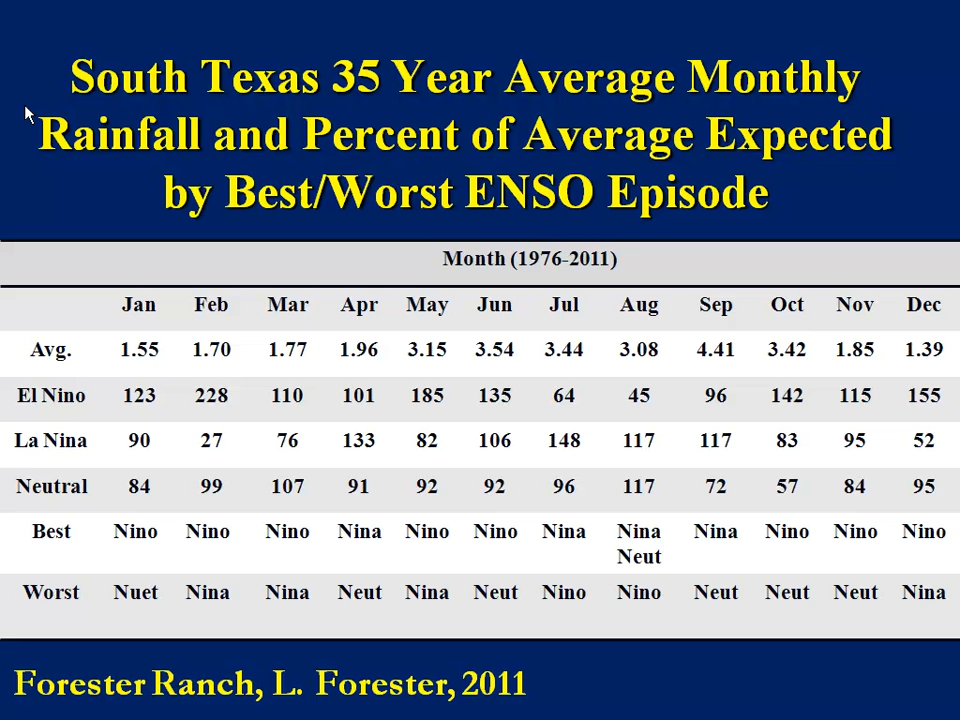 South Texas 35 Year Average Monthly
Rainfall and Percent of Average Expected
by Best/Worst ENSO Episode
Month (1976-2011)
Jan Feb Mar Apr May Jun Jul Aug Sep Oct Nov Dec
Avg. 1.55 1.70 1.77 1.96 3.15 3.54 3.44 3.08 4.41 3.42 1.85 1.39
El Nino 123 228 110 101 185 135 64 45 96 142 115 155
La Nina 90 27 76 133 82 106 148 117 117 83 95 52
Neutral 84 99 107 91 92 92 96 117 72 57 84 95
Best Nino Nino Nino Nina Nino Nino Nina Nina Nina Nino Nino Nino
Neut
Worst Nuet Nina Nina Neut Nina Neut Nino Nino Neut Neut Neut Nina
Forester Ranch, L. Forester, 2011